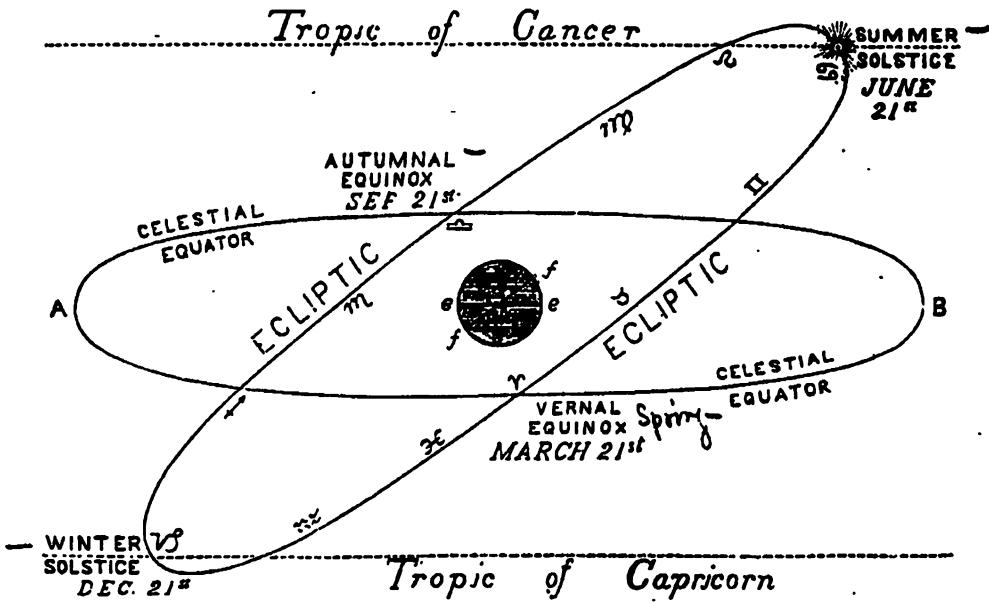 Tropic of Cancer
SUMMER
SOLSTICE
JUNE
21st
♌
♋
♍
♊
AUTUMNAL
EQUINOX
SEP 21st.
♎
CELESTIAL
EQUATOR
ECLIPTIC
♏
f
e e
f
A
B
♉
ECLIPTIC
♈
CELESTIAL
EQUATOR
♐
VERNAL
EQUINOX Spring
MARCH 21st
♓
♒
WINTER ♑
SOLSTICE
DEC. 21st
Tropic of Capricorn